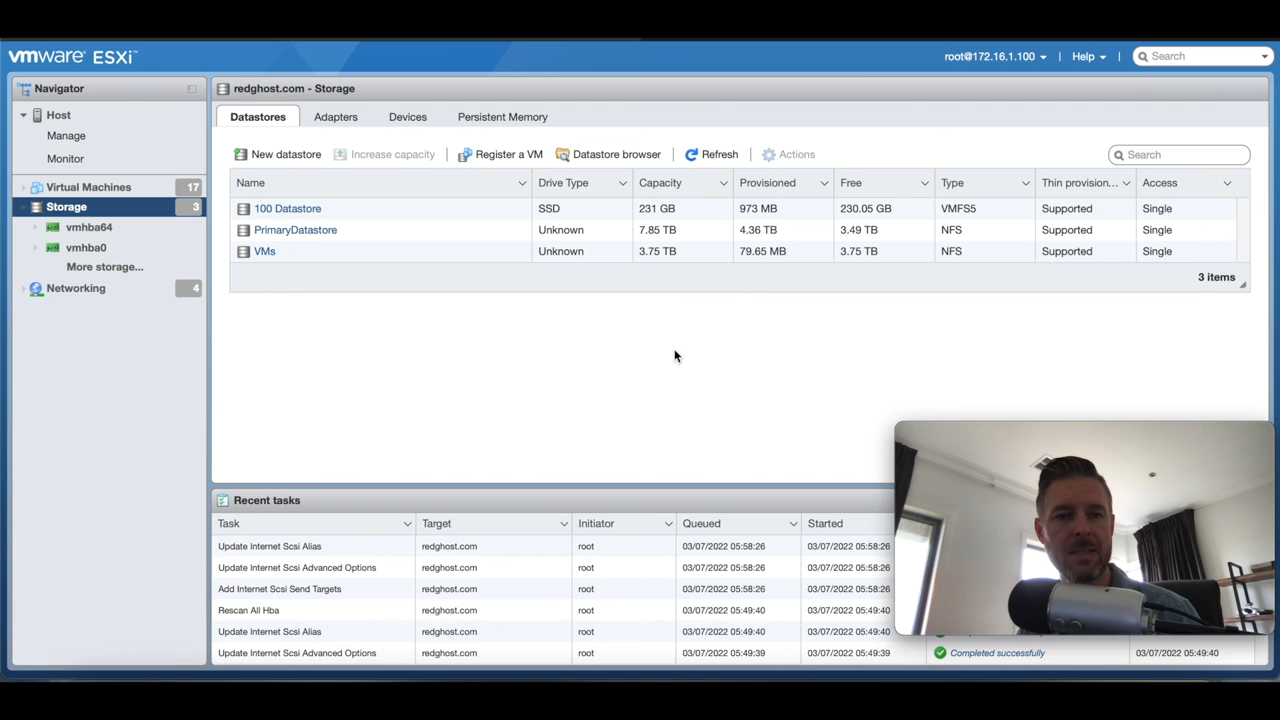 vmware ESXi™
root@172.16.1.100
Help
Search
Navigator
Host
Manage
Monitor
Virtual Machines 17
Storage 3
vmhba64
vmhba0
More storage...
Networking 4
redghost.com - Storage
Datastores Adapters Devices Persistent Memory
New datastore Increase capacity Register a VM Datastore browser Refresh Actions Search
Name Drive Type Capacity Provisioned Free Type Thin provision... Access
100 Datastore SSD 231 GB 973 MB 230.05 GB VMFS5 Supported Single
PrimaryDatastore Unknown 7.85 TB 4.36 TB 3.49 TB NFS Supported Single
VMs Unknown 3.75 TB 79.65 MB 3.75 TB NFS Supported Single
3 items
Recent tasks
Task Target Initiator Queued Started
Update Internet Scsi Alias redghost.com root 03/07/2022 05:58:26 03/07/2022 05:58:26
Update Internet Scsi Advanced Options redghost.com root 03/07/2022 05:58:26 03/07/2022 05:58:26
Add Internet Scsi Send Targets redghost.com root 03/07/2022 05:58:26 03/07/2022 05:58:26
Rescan All Hba redghost.com root 03/07/2022 05:49:40 03/07/2022 05:49:40
Update Internet Scsi Alias redghost.com root 03/07/2022 05:49:40 03/07/2022 05:49:40
Update Internet Scsi Advanced Options redghost.com root 03/07/2022 05:49:39 03/07/2022 05:49:40 Completed successfully 03/07/2022 05:49:40